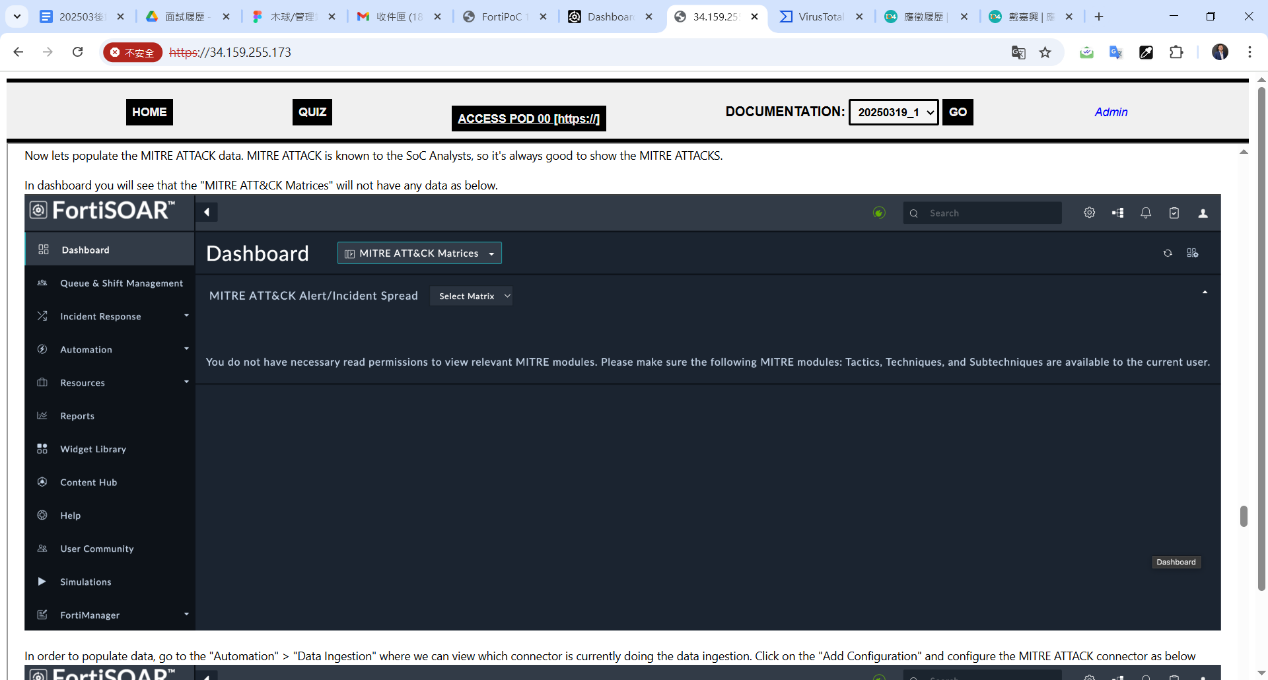 202503後
面試履歷 -
木球/管理
收件匣 (18
FortiPoC
Dashboar
34.159.25
VirusTotal
應徵履歷 |
戴嘉興 | 履
不安全
https://34.159.255.173
HOME
QUIZ
ACCESS POD 00 [https://]
DOCUMENTATION: 20250319_1 GO
Admin
Now lets populate the MITRE ATTACK data. MITRE ATTACK is known to the SoC Analysts, so it's always good to show the MITRE ATTACKS.
In dashboard you will see that the "MITRE ATT&CK Matrices" will not have any data as below.
FortiSOAR™
Search
Dashboard
Queue & Shift Management
Incident Response
Automation
Resources
Reports
Widget Library
Content Hub
Help
User Community
Simulations
FortiManager
Dashboard
MITRE ATT&CK Matrices
MITRE ATT&CK Alert/Incident Spread
Select Matrix
You do not have necessary read permissions to view relevant MITRE modules. Please make sure the following MITRE modules: Tactics, Techniques, and Subtechniques are available to the current user.
Dashboard
In order to populate data, go to the "Automation" > "Data Ingestion" where we can view which connector is currently doing the data ingestion. Click on the "Add Configuration" and configure the MITRE ATTACK connector as below
FortiSOAR™
Search